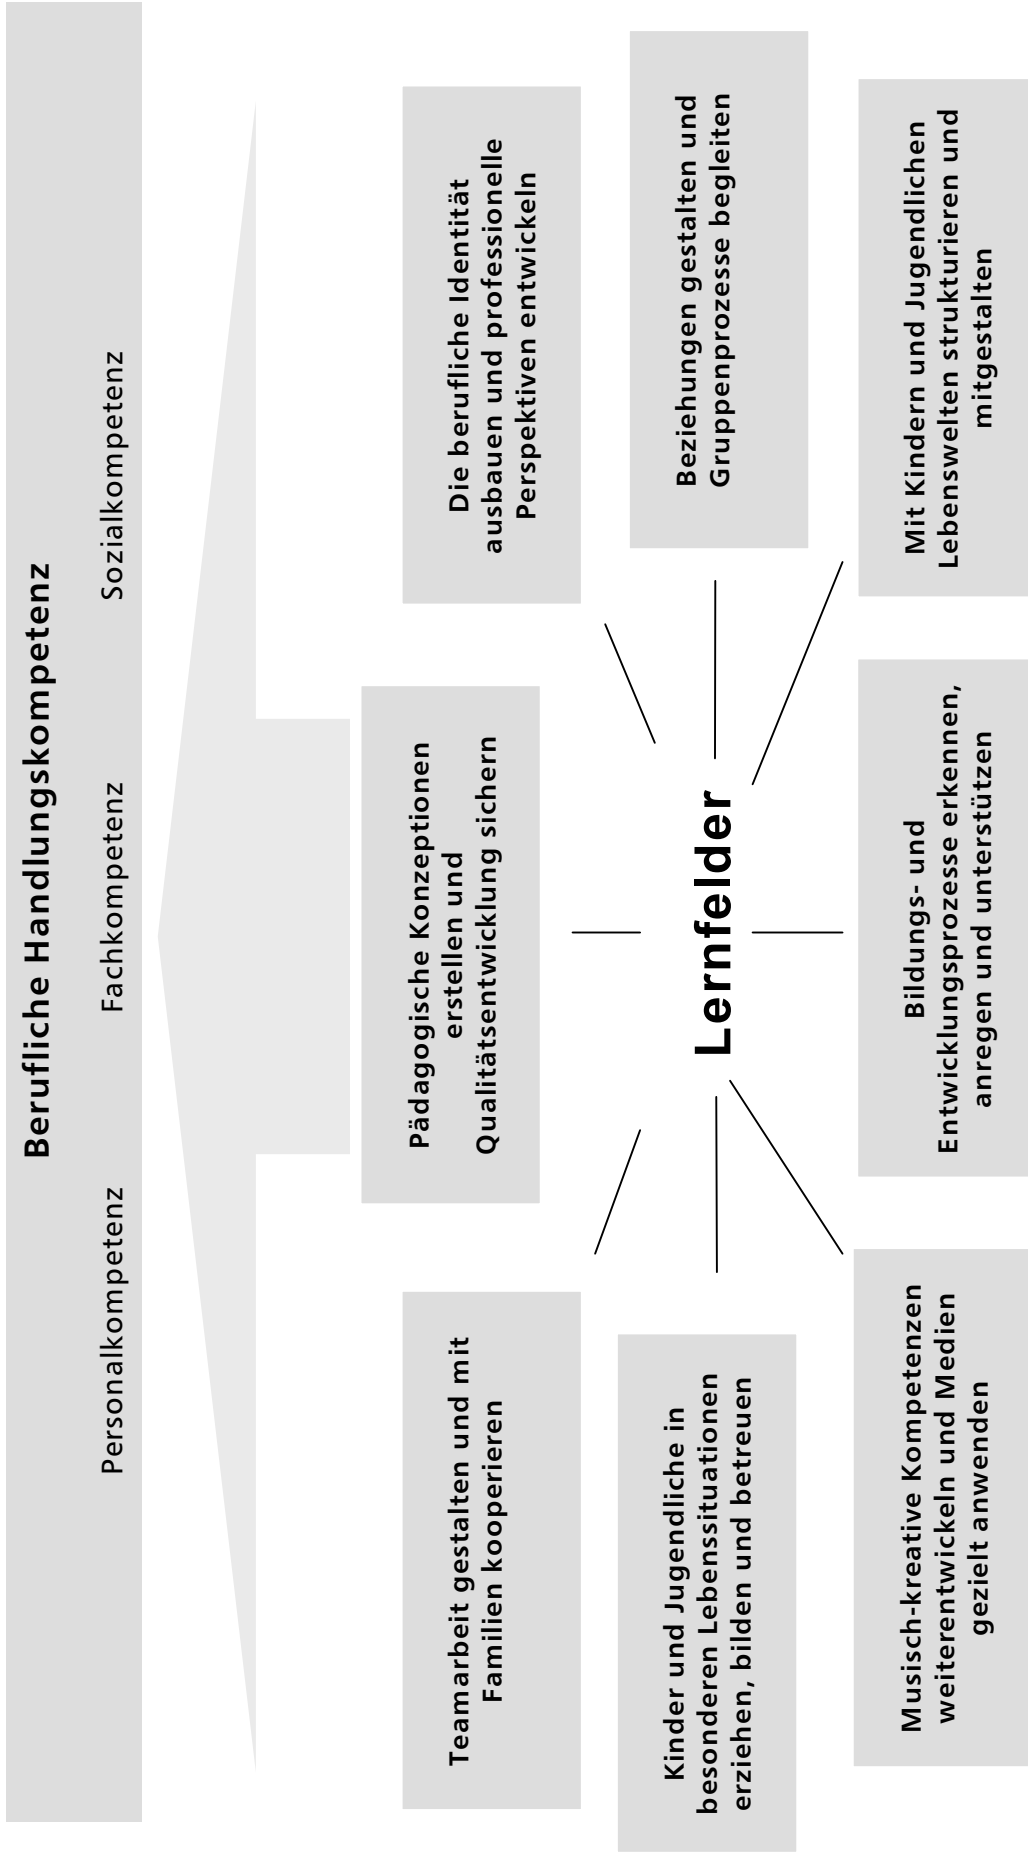 Berufliche Handlungskompetenz
Personalkompetenz
Fachkompetenz
Sozialkompetenz
Pädagogische Konzeptionen
erstellen und
Qualitätsentwicklung sichern
Teamarbeit gestalten und mit
Familien kooperieren
Die berufliche Identität
ausbauen und professionelle
Perspektiven entwickeln
Kinder und Jugendliche in
besonderen Lebenssituationen
erziehen, bilden und betreuen
Lernfelder
Beziehungen gestalten und
Gruppenprozesse begleiten
Musisch-kreative Kompetenzen
weiterentwickeln und Medien
gezielt anwenden
Bildungs- und
Entwicklungsprozesse erkennen,
anregen und unterstützen
Mit Kindern und Jugendlichen
Lebenswelten strukturieren und
mitgestalten